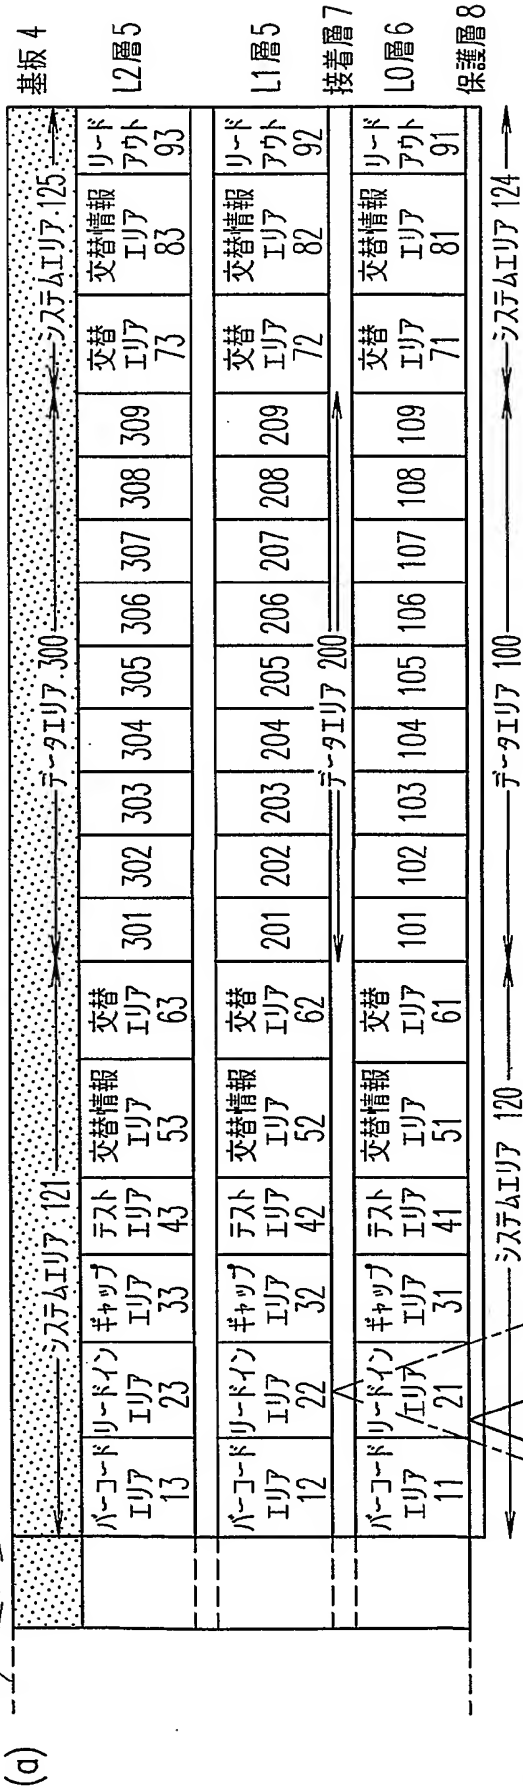 (a)
基板 4
システムエリア 121
データエリア 300
システムエリア 125
L2層5
バーコード
エリア
13
リードイン
エリア
23
ギャップ
エリア
33
テスト
エリア
43
交替情報
エリア
53
交替
エリア
63
301
302
303
304
305
306
307
308
309
交替
エリア
73
交替情報
エリア
83
リード
アウト
93
L1層5
バーコード
エリア
12
リードイン
エリア
22
ギャップ
エリア
32
テスト
エリア
42
交替情報
エリア
52
交替
エリア
62
201
202
203
204
205
206
207
208
209
交替
エリア
72
交替情報
エリア
82
リード
アウト
92
接着層7
データエリア 200
L0層6
バーコード
エリア
11
リードイン
エリア
21
ギャップ
エリア
31
テスト
エリア
41
交替情報
エリア
51
交替
エリア
61
101
102
103
104
105
106
107
108
109
交替
エリア
71
交替情報
エリア
81
リード
アウト
91
保護層8
システムエリア 120
データエリア 100
システムエリア 124